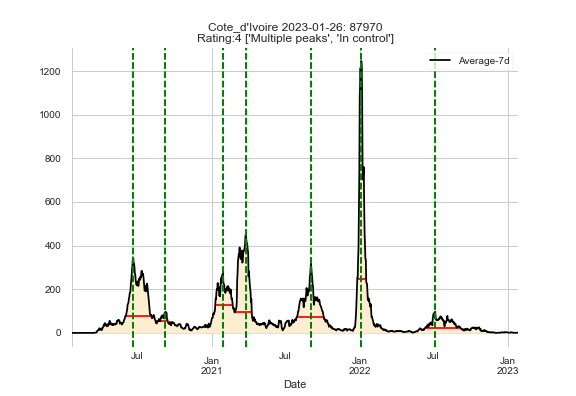 Cote_d'Ivoire 2023-01-26: 87970
Rating:4 ['Multiple peaks', 'In control']
Average-7d
1200
1000
800
600
400
200
0
Jul
Jan
2021
Jul
Jan
2022
Jul
Jan
2023
Date